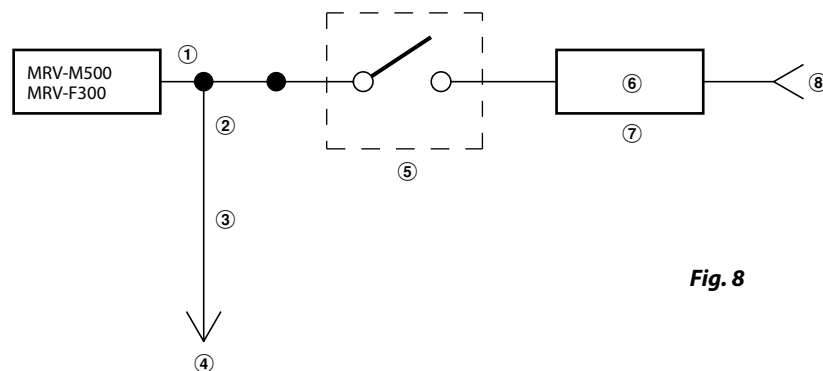 ①
MRV-M500
MRV-F300
②
③
④
⑤
⑥
⑦
⑧
Fig. 8